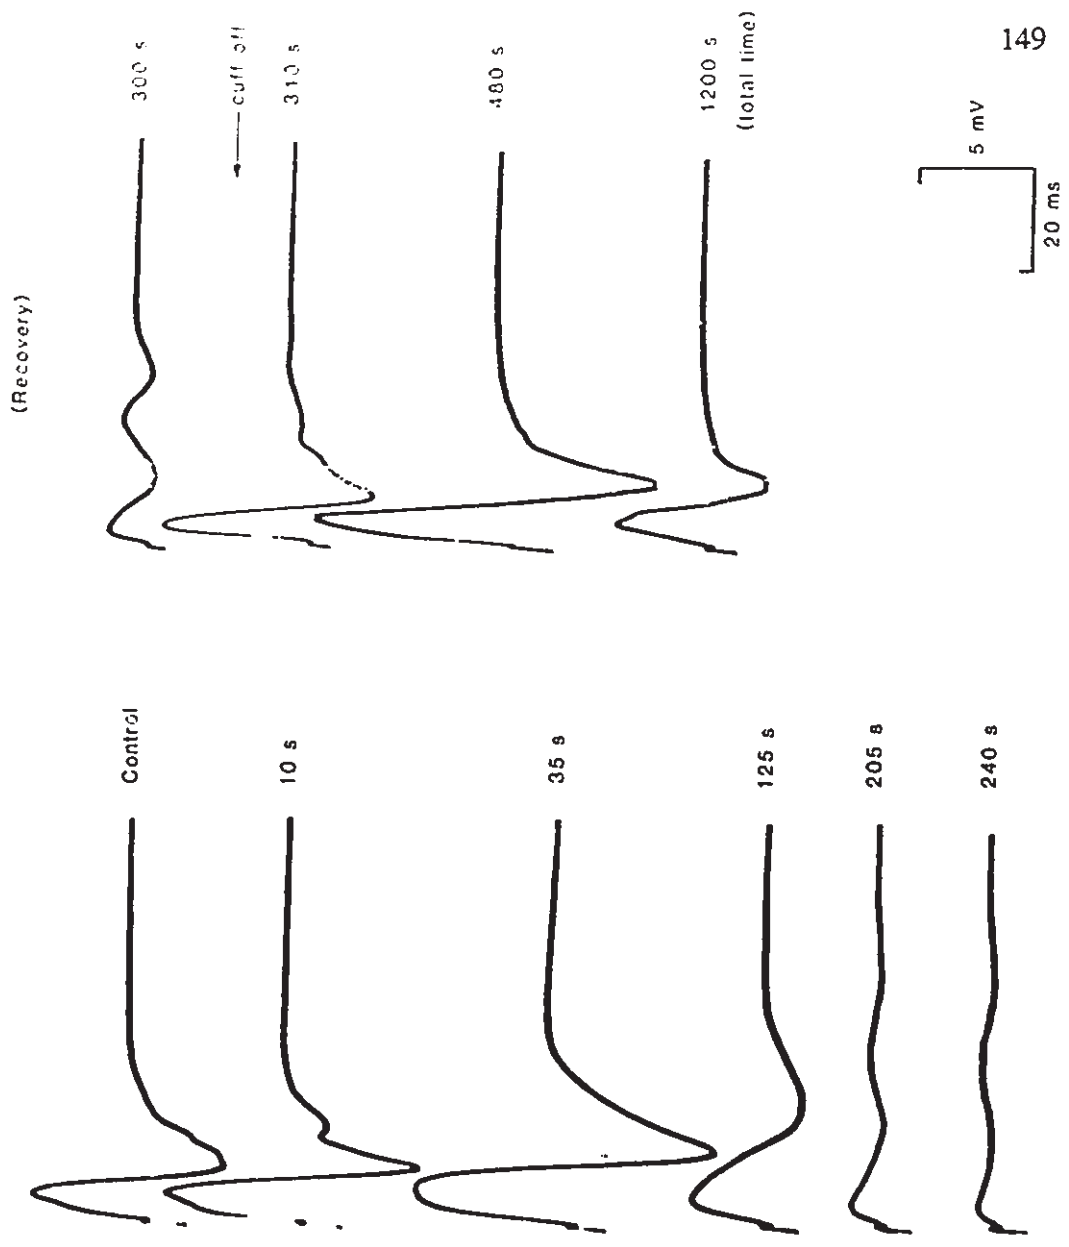 149
(Recovery)
300 s
cuff off
310 s
480 s
1200 s
(total time)
5 mV
20 ms
Control
10 s
35 s
125 s
205 s
240 s